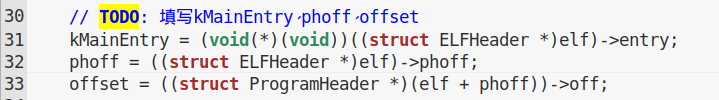 30 // TODO: 填写kMainEntry、phoff、offset
31 kMainEntry = (void(*)(void))((struct ELFHeader *)elf)->entry;
32 phoff = ((struct ELFHeader *)elf)->phoff;
33 offset = ((struct ProgramHeader *)(elf + phoff))->off;